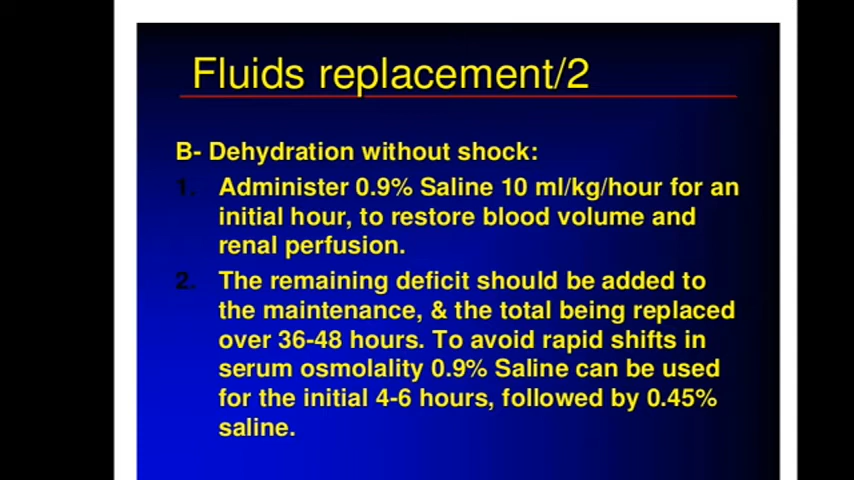 Fluids replacement/2
B- Dehydration without shock:
1. Administer 0.9% Saline 10 ml/kg/hour for an
initial hour, to restore blood volume and
renal perfusion.
2. The remaining deficit should be added to
the maintenance, & the total being replaced
over 36-48 hours. To avoid rapid shifts in
serum osmolality 0.9% Saline can be used
for the initial 4-6 hours, followed by 0.45%
saline.